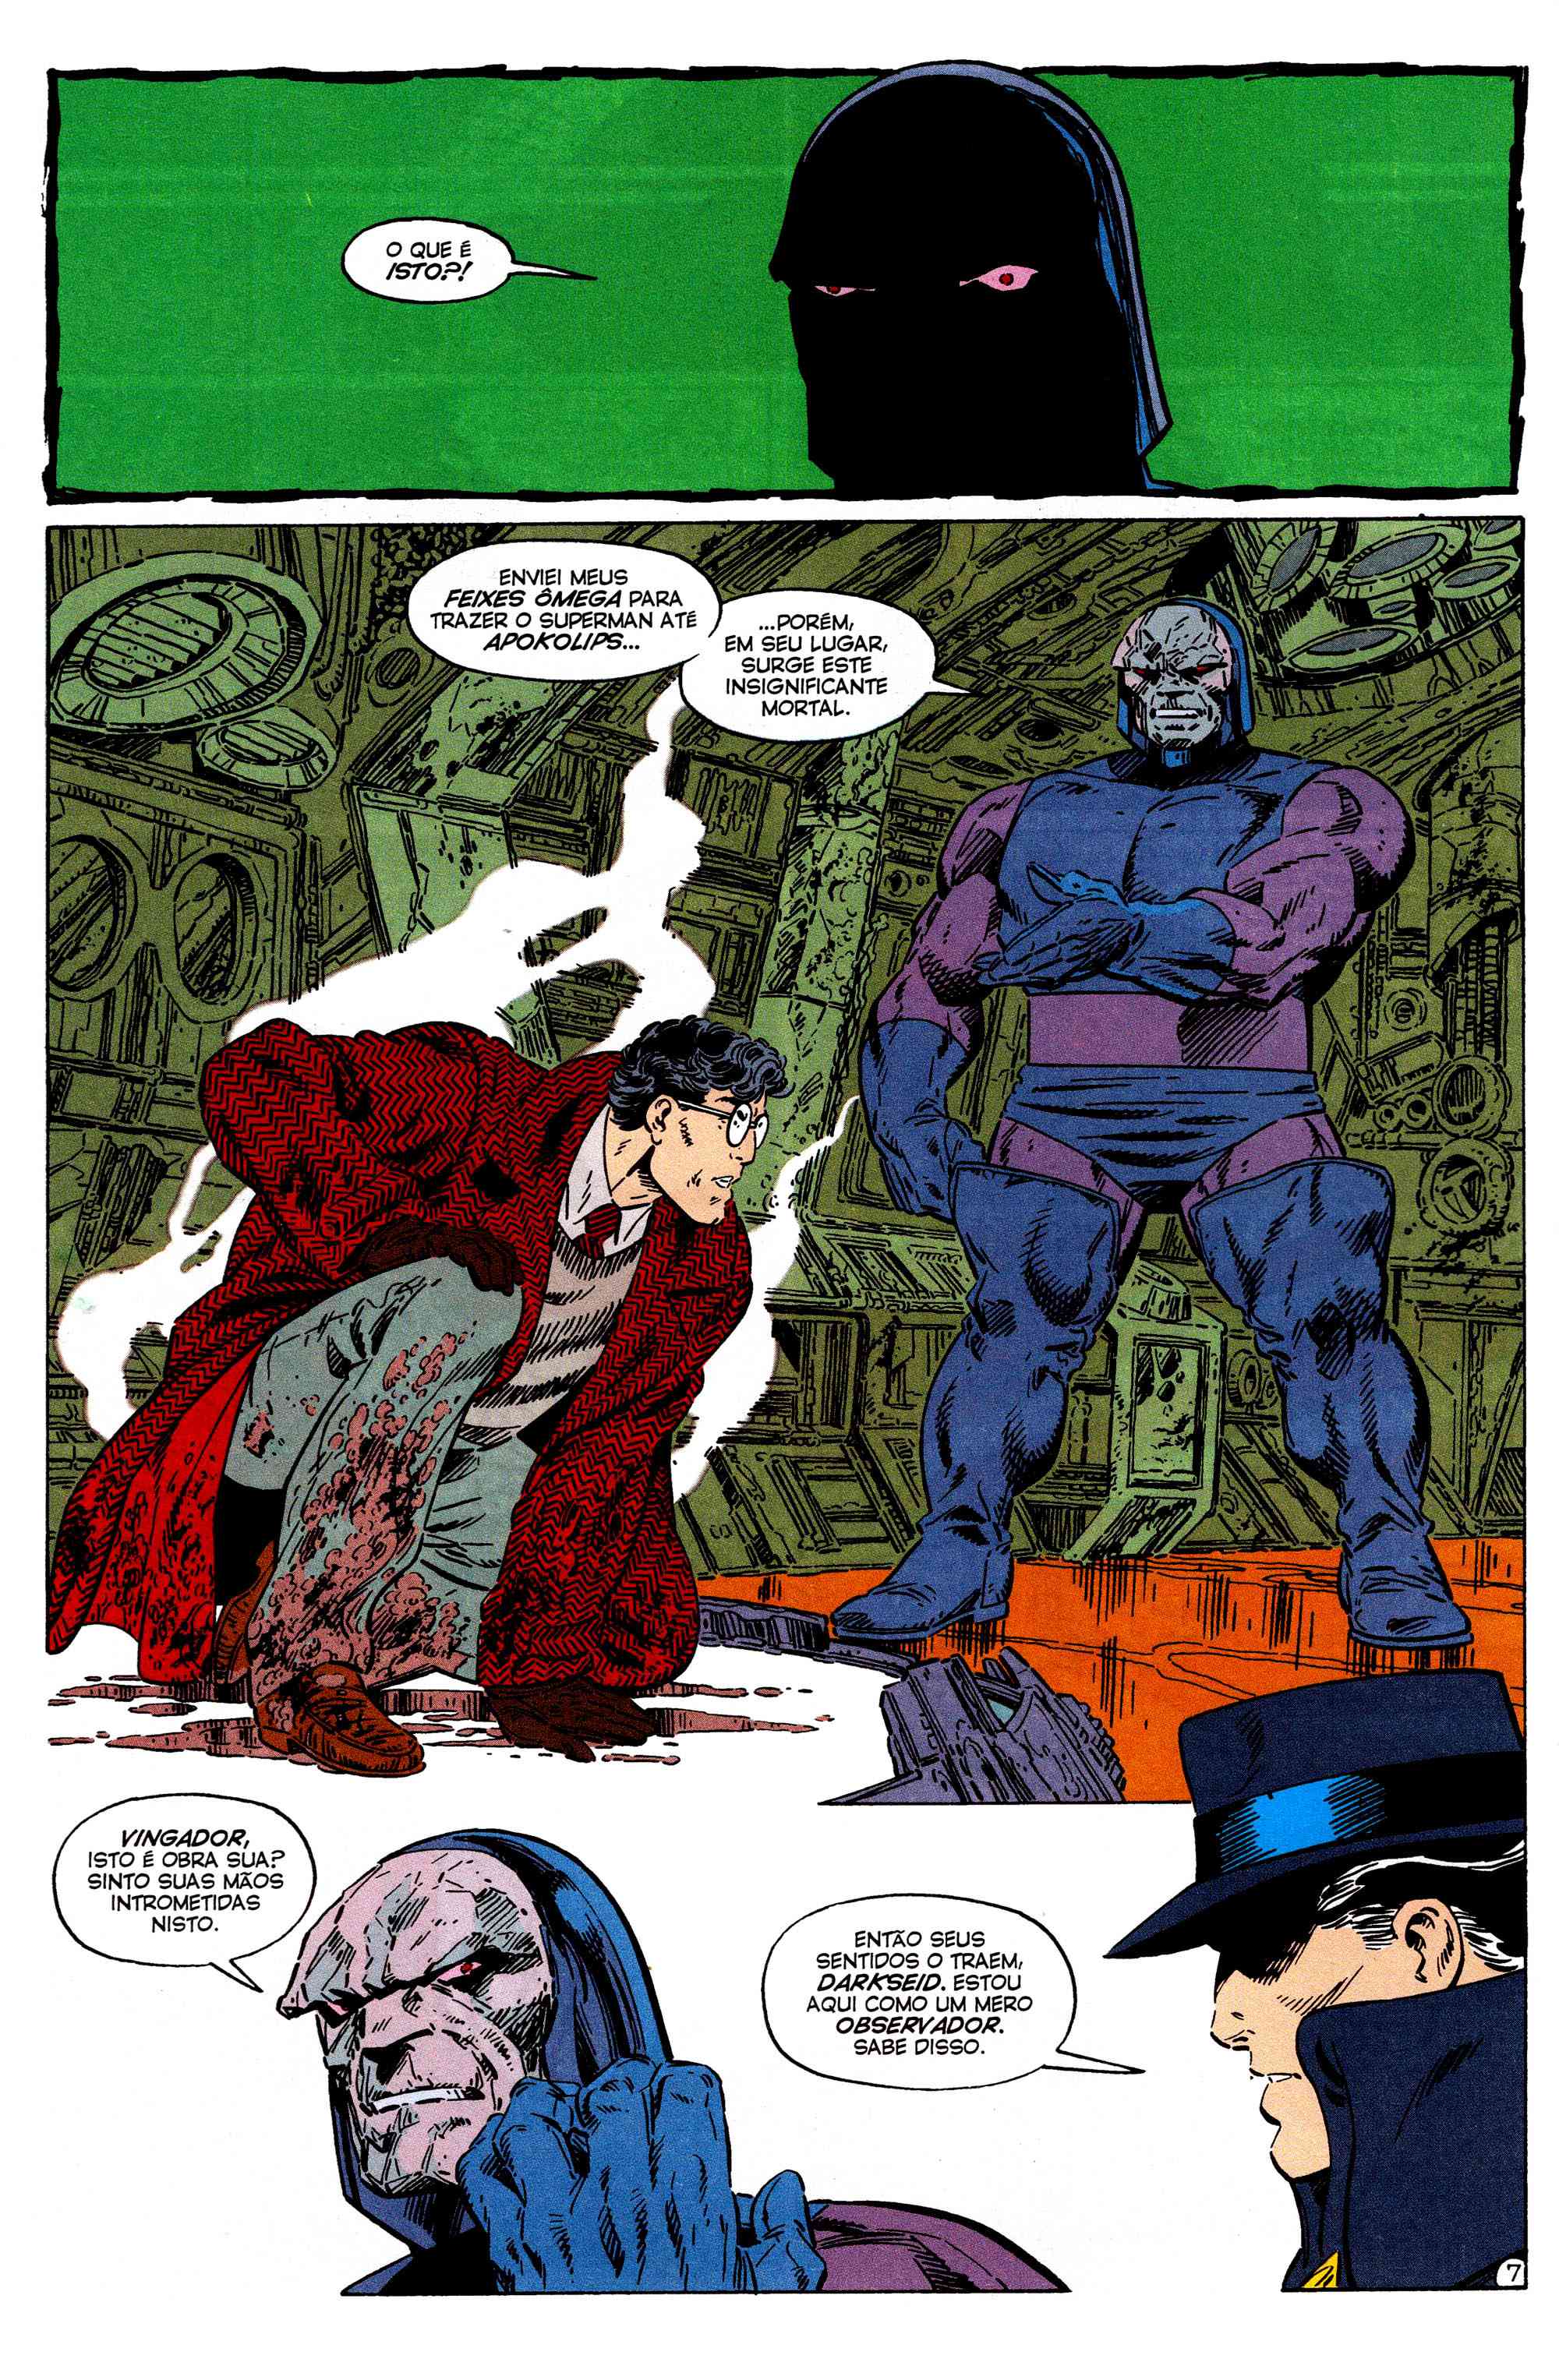 O QUE É
ISTO?!
ENVIEI MEUS
FEIXES ÔMEGA PARA
TRAZER O SUPERMAN ATÉ
APOKOLIPS...
...PORÉM,
EM SEU LUGAR,
SURGE ESTE
INSIGNIFICANTE
MORTAL.
VINGADOR,
ISTO É OBRA SUA?
SINTO SUAS MÃOS
INTROMETIDAS
NISTO.
ENTÃO SEUS
SENTIDOS O TRAEM,
DARKSEID. ESTOU
AQUI COMO UM MERO
OBSERVADOR.
SABE DISSO.
7